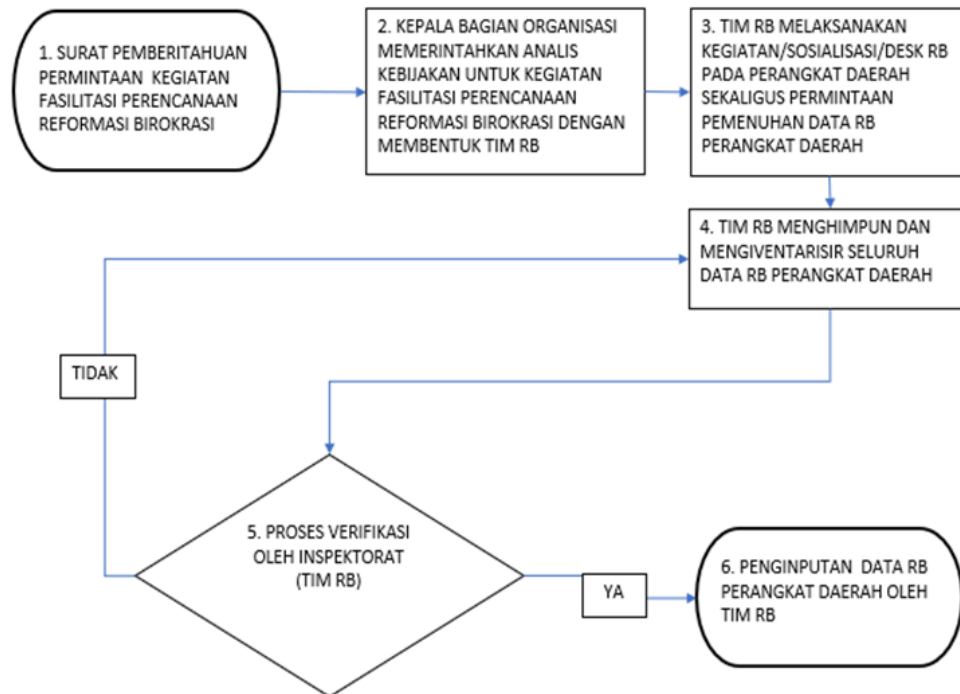 1. SURAT PEMBERITAHUAN
PERMINTAAN KEGIATAN
FASILITASI PERENCANAAN
REFORMASI BIROKRASI
2. KEPALA BAGIAN ORGANISASI
MEMERINTAHKAN ANALIS
KEBIJAKAN UNTUK KEGIATAN
FASILITASI PERENCANAAN
REFORMASI BIROKRASI DENGAN
MEMBENTUK TIM RB
3. TIM RB MELAKSANAKAN
KEGIATAN/SOSIALISASI/DESK RB
PADA PERANGKAT DAERAH
SEKALIGUS PERMINTAAN
PEMENUHAN DATA RB
PERANGKAT DAERAH
4. TIM RB MENGHIMPUN DAN
MENGIVENTARISIR SELURUH
DATA RB PERANGKAT DAERAH
TIDAK
5. PROSES VERIFIKASI
OLEH INSPEKTORAT
(TIM RB)
YA
6. PENGINPUTAN DATA RB
PERANGKAT DAERAH OLEH
TIM RB